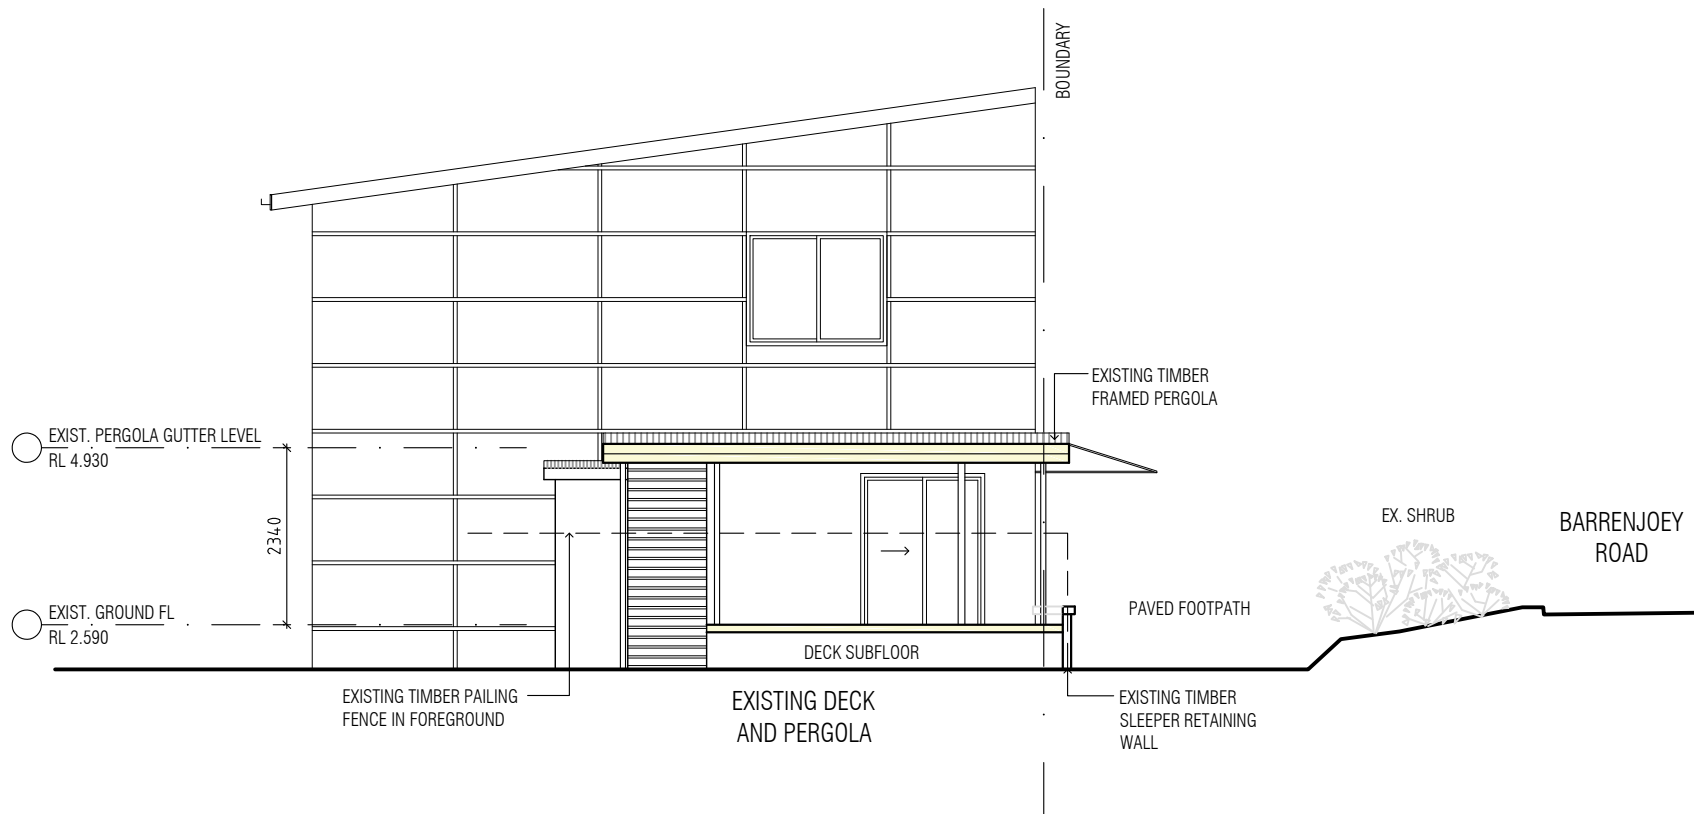 BOUNDARY
EXISTING TIMBER
FRAMED PERGOLA
EXIST. PERGOLA GUTTER LEVEL
RL 4.930
2340
EX. SHRUB
BARRENJOEY
ROAD
EXIST. GROUND FL
RL 2.590
PAVED FOOTPATH
DECK SUBFLOOR
EXISTING TIMBER PAILING
FENCE IN FOREGROUND
EXISTING DECK
AND PERGOLA
EXISTING TIMBER
SLEEPER RETAINING
WALL